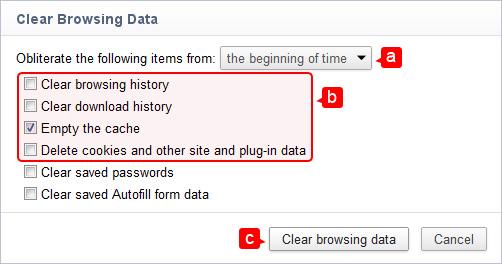 Clear Browsing Data
Obliterate the following items from: the beginning of time a
Clear browsing history
Clear download history
b
Empty the cache
Delete cookies and other site and plug-in data
Clear saved passwords
Clear saved Autofill form data
c Clear browsing data Cancel